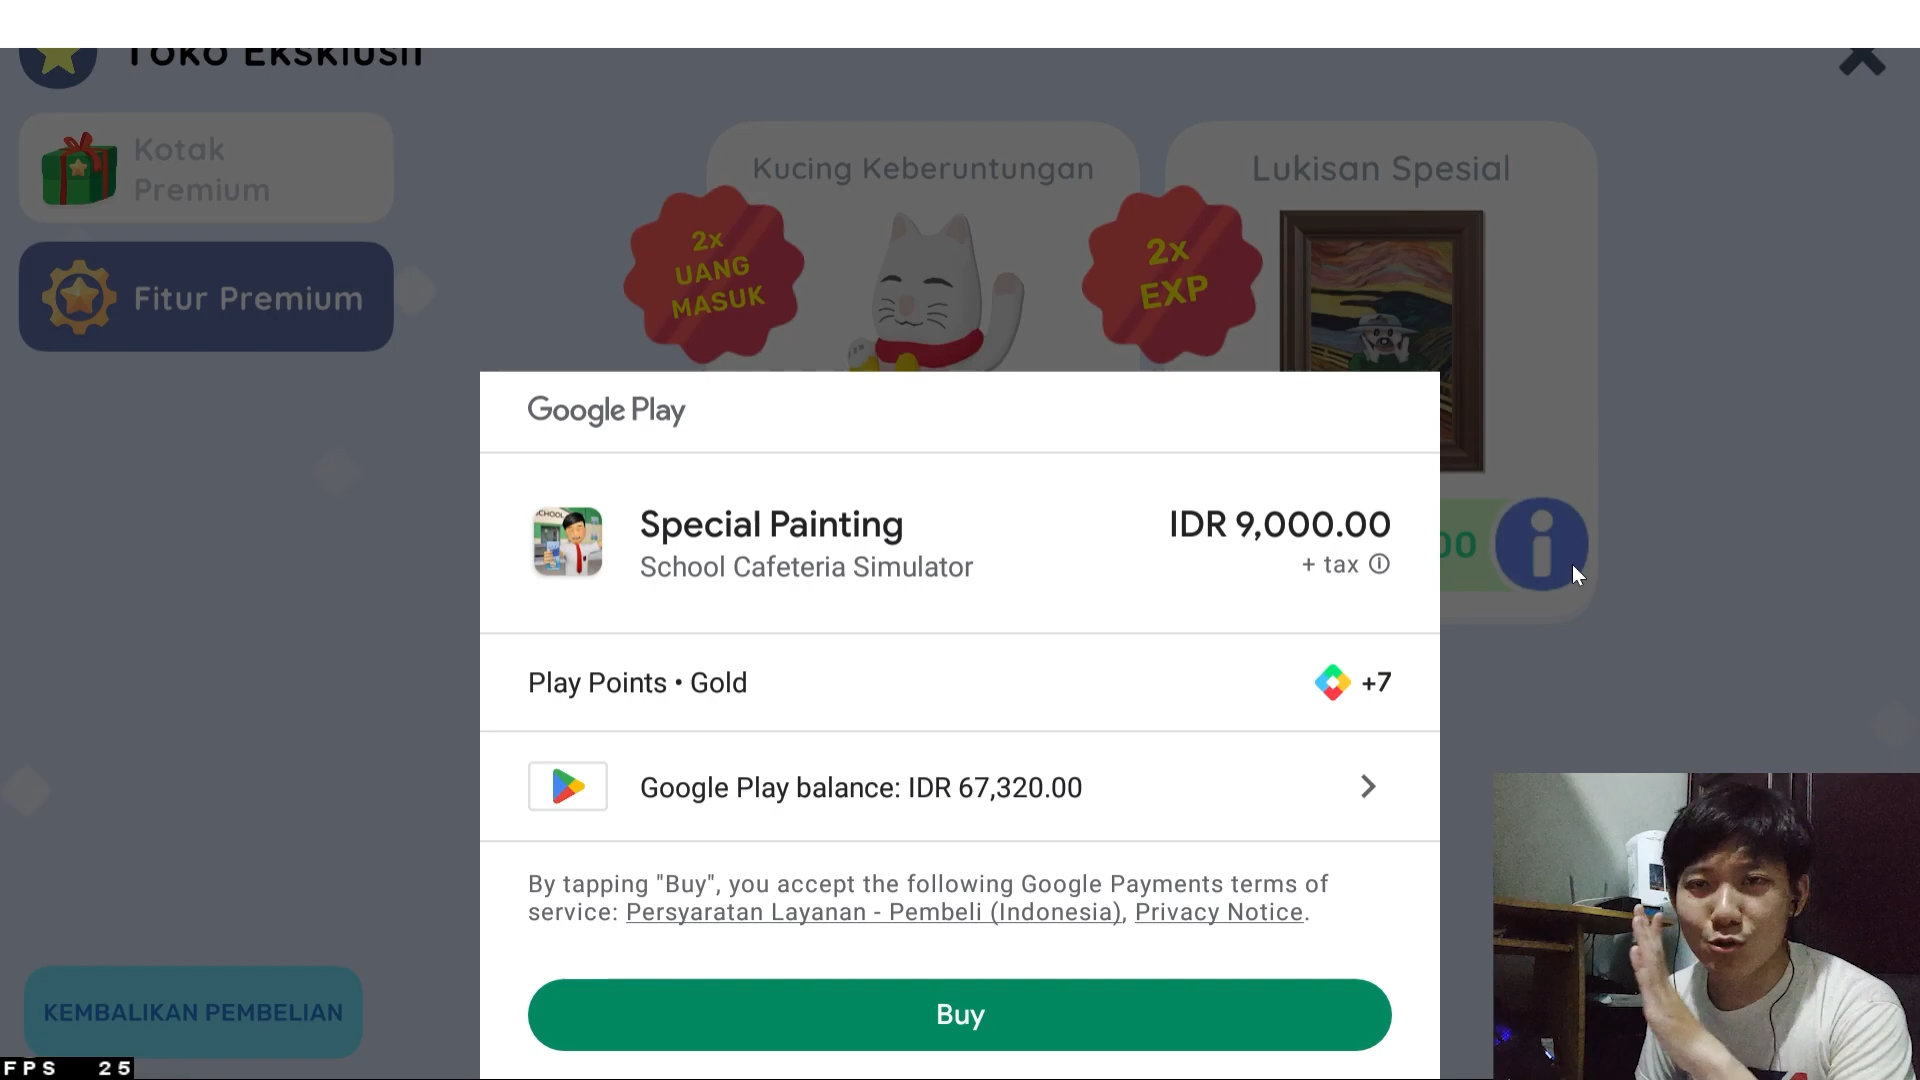 Toko Eksklusif
Kotak
Premium
Fitur Premium
Kucing Keberuntungan
Lukisan Spesial
2x
UANG
MASUK
2x
EXP
Google Play
SCHOOL
Special Painting
IDR 9,000.00
School Cafeteria Simulator
+ tax
00
Play Points • Gold
+7
Google Play balance: IDR 67,320.00
By tapping "Buy", you accept the following Google Payments terms of
service: Persyaratan Layanan - Pembeli (Indonesia), Privacy Notice.
Buy
KEMBALIKAN PEMBELIAN
FPS 25